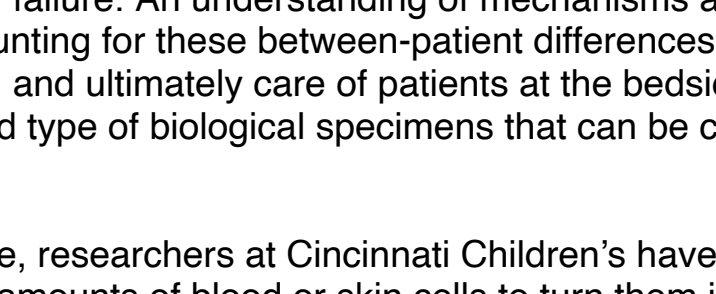 failure. An understanding of mechanisms a
unting for these between-patient differences
and ultimately care of patients at the bedsi
d type of biological specimens that can be c
e, researchers at Cincinnati Children’s have
amounts of blood or skin cells to turn them i